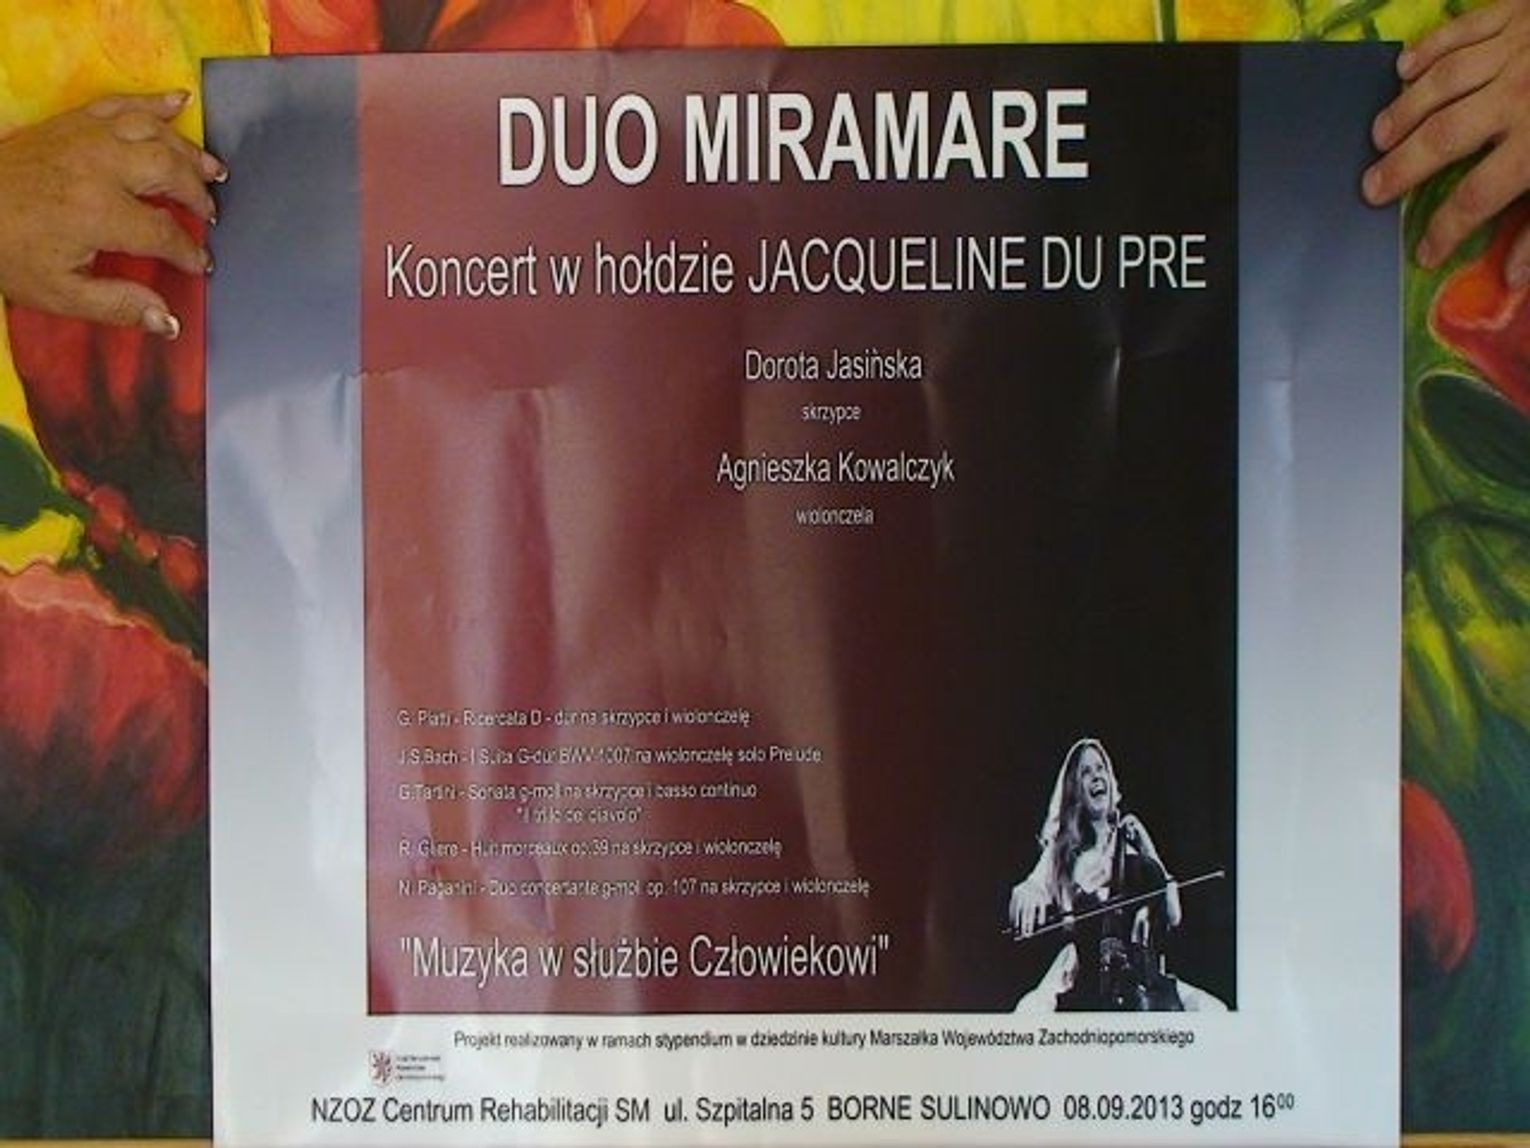 DUO MIRAMARE
Koncert w hołdzie JACQUELINE DU PRE
Dorota Jasińska
skrzypce
Agnieszka Kowalczyk
wiolonczela
G. Platti - Ricercata D - dur na skrzypce i wiolonczelę
J.S.Bach - I Suita G-dur BWV 1007 na wiolonczelę solo Prelude
G.Tartini - Sonata g-moll na skrzypce i basso continuo
"Il trillo del diavolo"
R. Gliere - Huit morceaux op.39 na skrzypce i wiolonczelę
N. Paganini - Duo concertante g-moll op. 107 na skrzypce i wiolonczelę
"Muzyka w służbie Człowiekowi"
Projekt realizowany w ramach stypendium w dziedzinie kultury Marszałka Województwa Zachodniopomorskiego
NZOZ Centrum Rehabilitacji SM ul. Szpitalna 5 BORNE SULINOWO 08.09.2013 godz 16⁰⁰